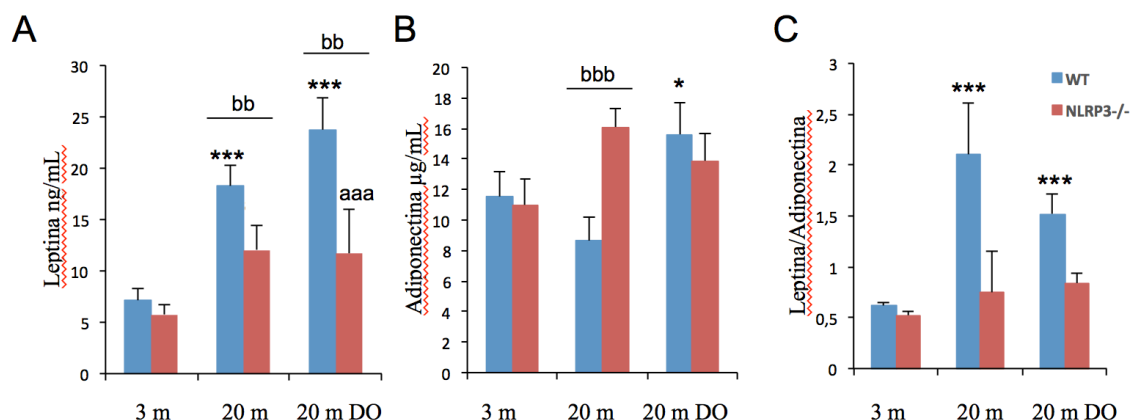 A
Leptina ng/mL
30
25
20
15
10
5
0
bb
***
bb
***
aaa
3 m 20 m 20 m DO
B
Adiponectina µg/mL
20
18
16
14
12
10
8
6
4
2
0
bbb
*
3 m 20 m 20 m DO
C
Leptina/Adiponectina
3
2,5
2
1,5
1
0,5
0
***
***
WT
NLRP3-/-
3 m 20 m 20 m DO